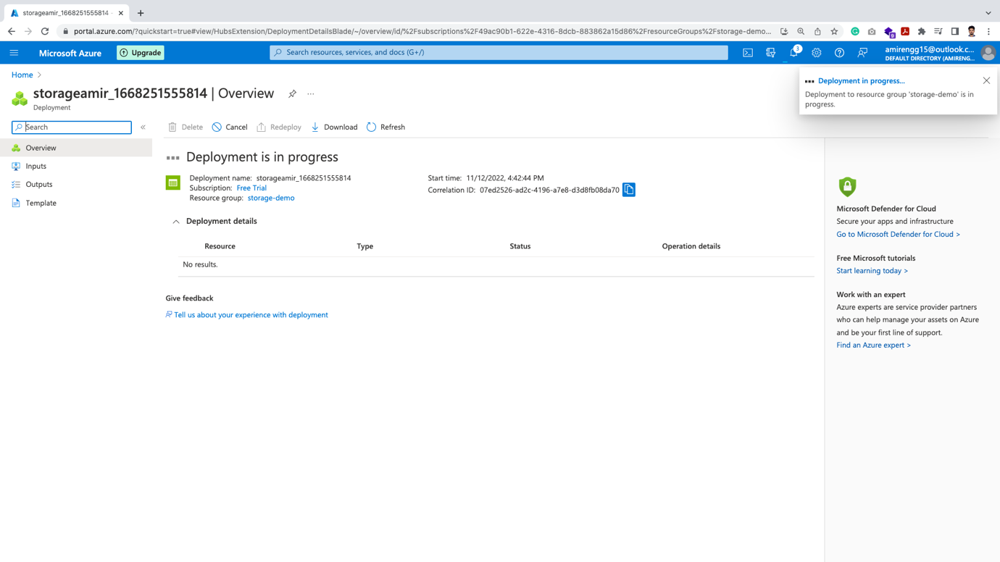 storageamir_1668251555814
portal.azure.com/?quickstart=true#view/HubsExtension/DeploymentDetailsBlade/~/overview/id/%2Fsubscriptions%2F49ac90b1-622e-4316-8dcb-883862a15d86%2FresourceGroups%2Fstorage-demo...
9
Microsoft Azure
Upgrade
Search resources, services, and docs (G+/)
3
amirengg15@outlook.c...
DEFAULT DIRECTORY (AMIRENG...
Home
storageamir_1668251555814 | Overview
Deployment
Deployment in progress...
Deployment to resource group 'storage-demo' is in
progress.
Search
Delete Cancel Redeploy Download Refresh
Overview
Inputs
Outputs
Template
Deployment is in progress
Deployment name: storageamir_1668251555814
Subscription: Free Trial
Resource group: storage-demo
Start time: 11/12/2022, 4:42:44 PM
Correlation ID: 07ed2526-ad2c-4196-a7e8-d3d8fb08da70
Deployment details
Resource Type Status Operation details
No results.
Give feedback
Tell us about your experience with deployment
Microsoft Defender for Cloud
Secure your apps and infrastructure
Go to Microsoft Defender for Cloud >
Free Microsoft tutorials
Start learning today >
Work with an expert
Azure experts are service provider partners
who can help manage your assets on Azure
and be your first line of support.
Find an Azure expert >